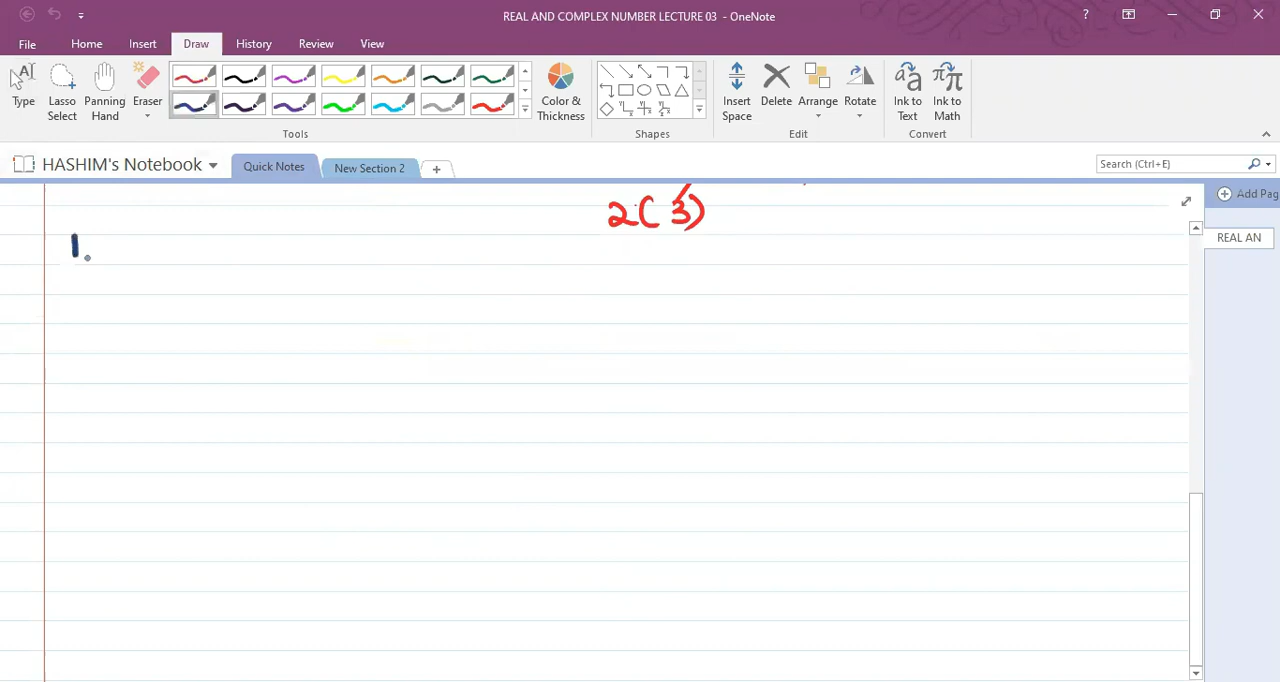 REAL AND COMPLEX NUMBER LECTURE 03 - OneNote
?
File Home Insert Draw History Review View
Type
Lasso Select
Panning Hand
Eraser
Color & Thickness
Insert Space
Delete
Arrange
Rotate
Ink to Text
Ink to Math
Tools Shapes Edit Convert
HASHIM's Notebook Quick Notes New Section 2 + Search (Ctrl+E)
Add Pag
REAL AN
2(3)
1.